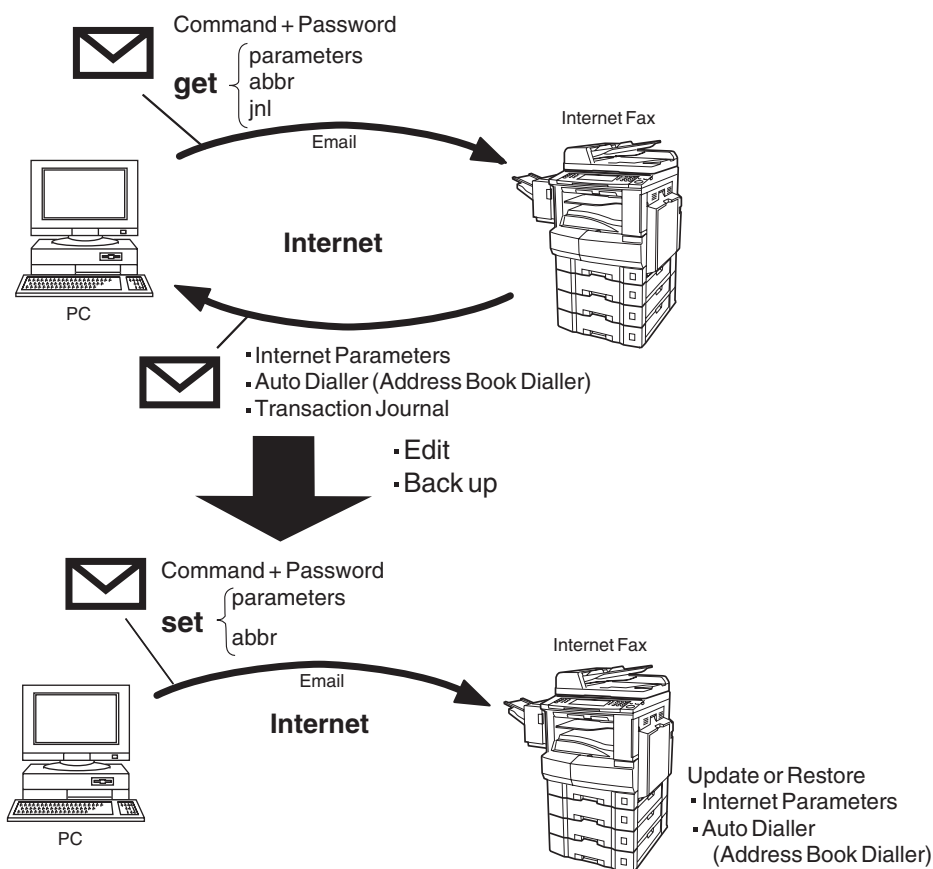 Command + Password
get
parameters
abbr
jnl
Email
Internet Fax
Internet
PC
▪ Internet Parameters
▪ Auto Dialler (Address Book Dialler)
▪ Transaction Journal
▪ Edit
▪ Back up
Command + Password
set
parameters
abbr
Email
Internet Fax
Internet
PC
Update or Restore
▪ Internet Parameters
▪ Auto Dialler
(Address Book Dialler)